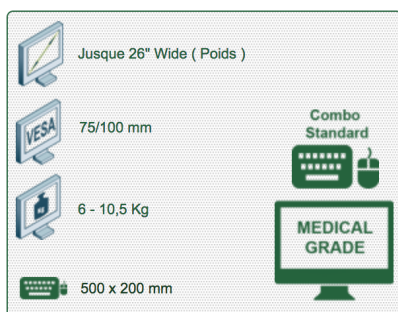 Jusque 26" Wide ( Poids )
VESA
75/100 mm
Combo
Standard
KG
6 - 10,5 Kg
MEDICAL
GRADE
500 x 200 mm